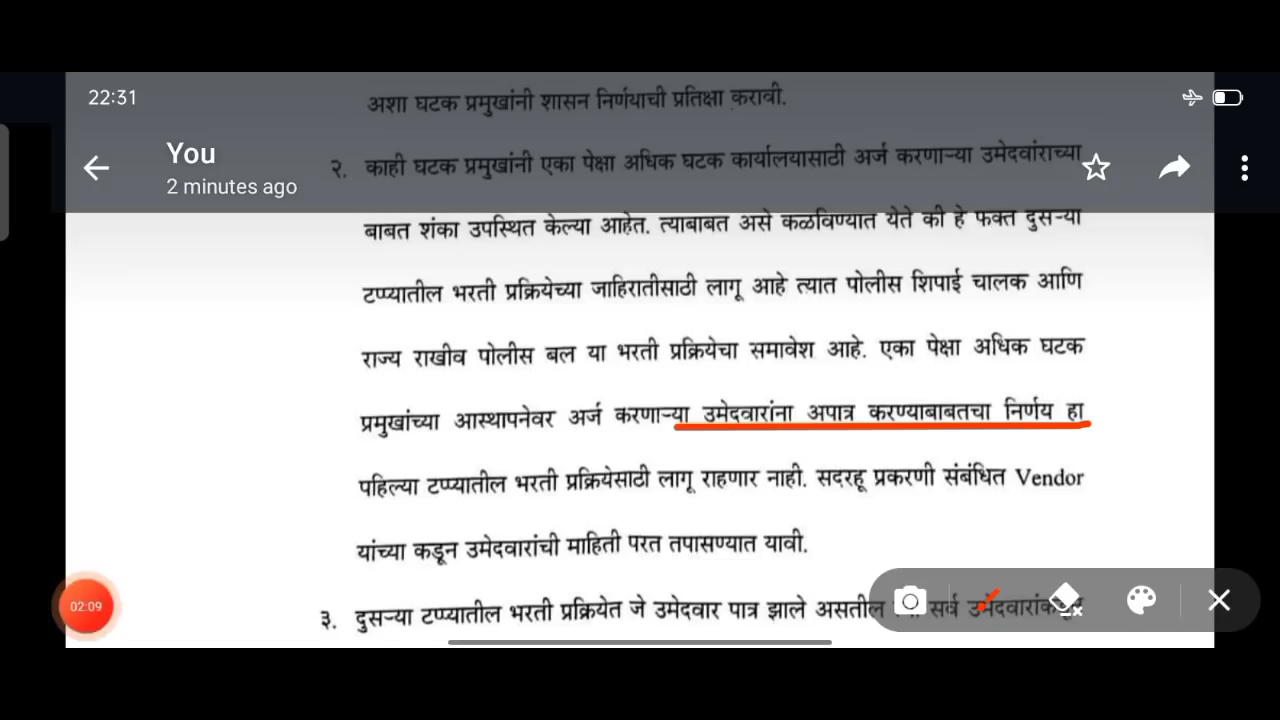 22:31
अशा घटक प्रमुखांनी शासन निर्णयाची प्रतिक्षा करावी.
You
2 minutes ago
२. काही घटक प्रमुखांनी एका पेक्षा अधिक घटक कार्यालयासाठी अर्ज करणाऱ्या उमेदवांराच्या
बाबत शंका उपस्थित केल्या आहेत. त्याबाबत असे कळविण्यात येते की हे फक्त दुसऱ्या
टप्प्यातील भरती प्रक्रियेच्या जाहिरातीसाठी लागू आहे त्यात पोलीस शिपाई चालक आणि
राज्य राखीव पोलीस बल या भरती प्रक्रियेचा समावेश आहे. एका पेक्षा अधिक घटक
प्रमुखांच्या आस्थापनेवर अर्ज करणाऱ्या उमेदवारांना अपात्र करण्याबाबतचा निर्णय हा
पहिल्या टप्प्यातील भरती प्रक्रियेसाठी लागू राहणार नाही. सदरहू प्रकरणी संबंधित Vendor
यांच्या कडून उमेदवारांची माहिती परत तपासण्यात यावी.
02:09
३. दुसऱ्या टप्प्यातील भरती प्रक्रियेत जे उमेदवार पात्र झाले असतील सर्व